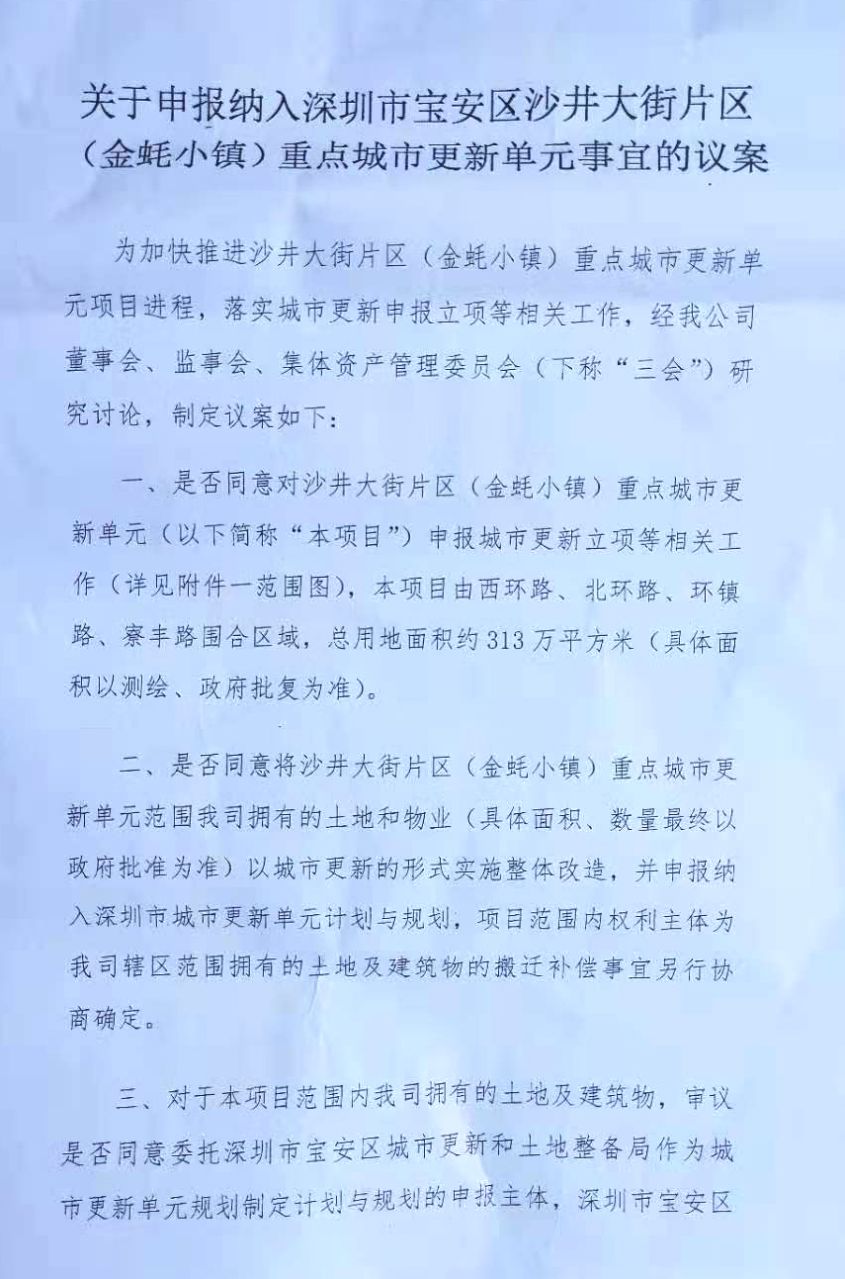 关于申报纳入深圳市宝安区沙井大街片区
（金蚝小镇）重点城市更新单元事宜的议案
为加快推进沙井大街片区（金蚝小镇）重点城市更新单
元项目进程，落实城市更新申报立项等相关工作，经我公司
董事会、监事会、集体资产管理委员会（下称“三会”）研
究讨论，制定议案如下：
一、是否同意对沙井大街片区（金蚝小镇）重点城市更
新单元（以下简称“本项目”）申报城市更新立项等相关工
作（详见附件一范围图），本项目由西环路、北环路、环镇
路、寮丰路围合区域，总用地面积约 313 万平方米（具体面
积以测绘、政府批复为准）。
二、是否同意将沙井大街片区（金蚝小镇）重点城市更
新单元范围我司拥有的土地和物业（具体面积、数量最终以
政府批准为准）以城市更新的形式实施整体改造，并申报纳
入深圳市城市更新单元计划与规划，项目范围内权利主体为
我司辖区范围拥有的土地及建筑物的搬迁补偿事宜另行协
商确定。
三、对于本项目范围内我司拥有的土地及建筑物，审议
是否同意委托深圳市宝安区城市更新和土地整备局作为城
市更新单元规划制定计划与规划的申报主体，深圳市宝安区